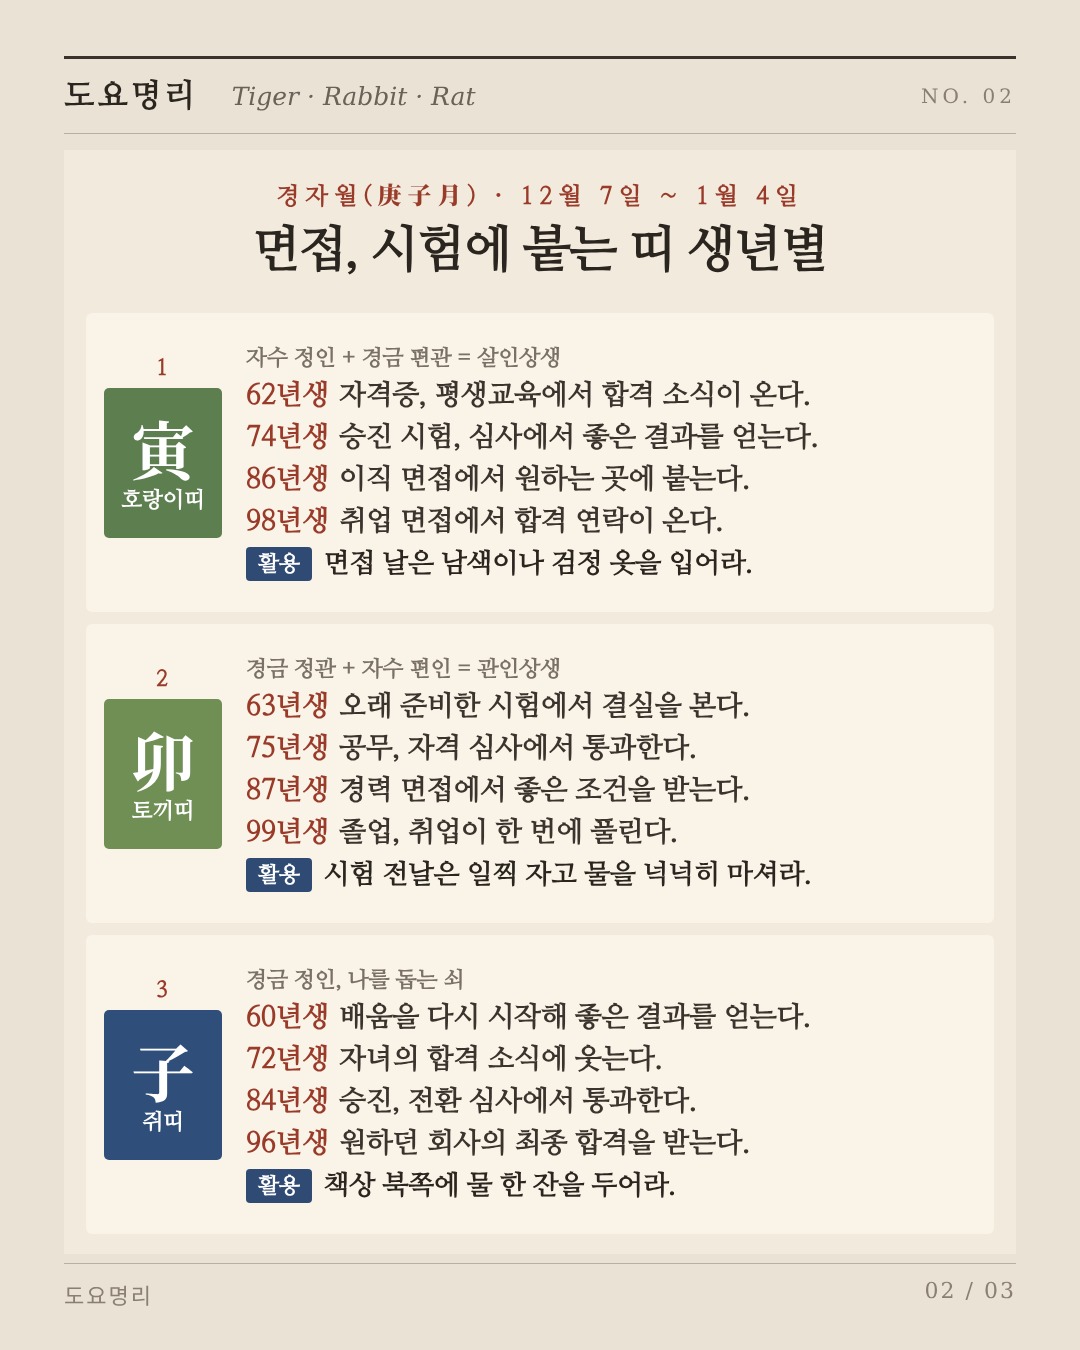 도요명리 Tiger · Rabbit · Rat NO. 02
경자월(庚子月) · 12월 7일 ~ 1월 4일
면접, 시험에 붙는 띠 생년별
1
寅
호랑이띠
자수 정인 + 경금 편관 = 살인상생
62년생 자격증, 평생교육에서 합격 소식이 온다.
74년생 승진 시험, 심사에서 좋은 결과를 얻는다.
86년생 이직 면접에서 원하는 곳에 붙는다.
98년생 취업 면접에서 합격 연락이 온다.
활용 면접 날은 남색이나 검정 옷을 입어라.
2
卯
토끼띠
경금 정관 + 자수 편인 = 관인상생
63년생 오래 준비한 시험에서 결실을 본다.
75년생 공무, 자격 심사에서 통과한다.
87년생 경력 면접에서 좋은 조건을 받는다.
99년생 졸업, 취업이 한 번에 풀린다.
활용 시험 전날은 일찍 자고 물을 넉넉히 마셔라.
3
子
쥐띠
경금 정인, 나를 돕는 쇠
60년생 배움을 다시 시작해 좋은 결과를 얻는다.
72년생 자녀의 합격 소식에 웃는다.
84년생 승진, 전환 심사에서 통과한다.
96년생 원하던 회사의 최종 합격을 받는다.
활용 책상 북쪽에 물 한 잔을 두어라.
도요명리 02 / 03